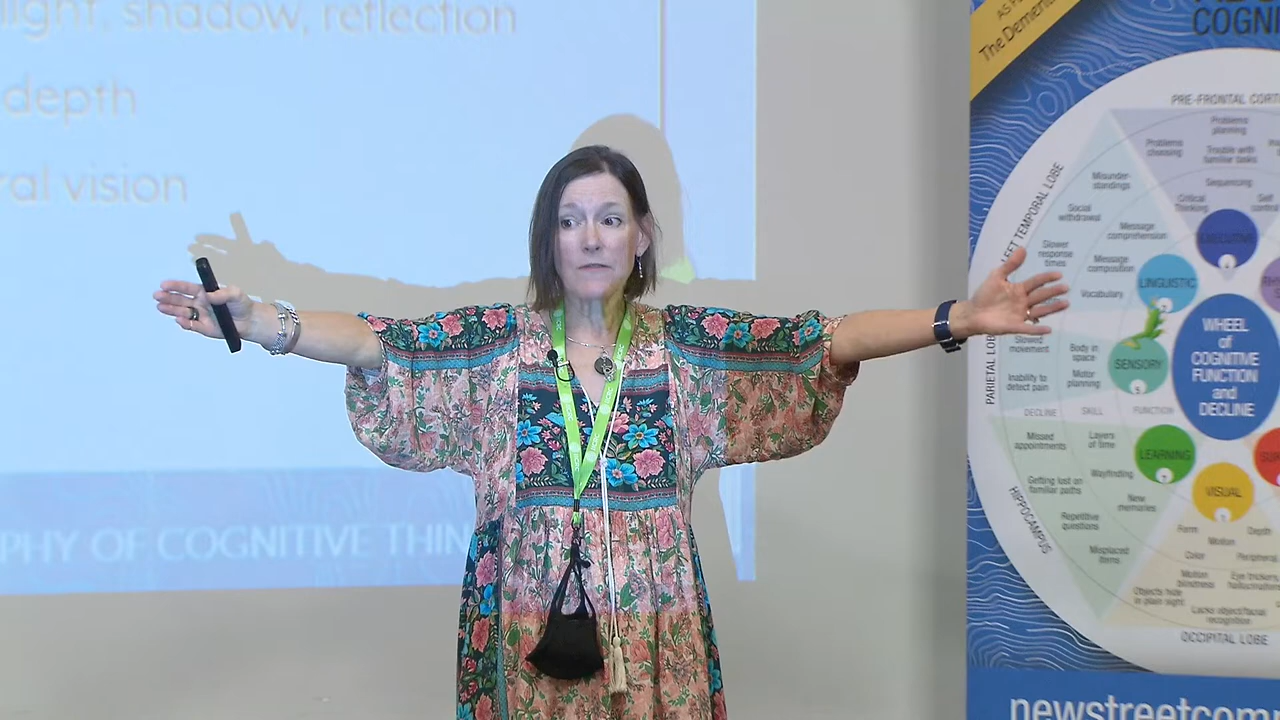 light, shadow, reflection
depth
ral vision
PHY OF COGNITIVE THIN
The Dementi
COGNI
PRE-FRONTAL CORT
Problems
planning
Problems
choosing
Trouble with
familiar tasks
Misunder-
standings
Sequencing
Critical
Thinking
Self
control
Social
withdrawal
Message
comprehension
EXECUTIVE
Slower
response
times
Message
composition
LINGUISTIC
Vocabulary
LEFT TEMPORAL LOBE
WHEEL
of
COGNITIVE
FUNCTION
and
DECLINE
Slowed
movement
Body in
space
SENSORY
Inability to
detect pain
Motor
planning
PARIETAL LOB
DECLINE
SKILL
FUNCTION
Missed
appointments
Layers
of time
LEARNING
Getting lost on
familiar paths
Wayfinding
VISUAL
New
memories
Repetitive
questions
HIPPOCAMPUS
Misplaced
items
Form
Depth
Motion
Color
Peripheral
Motion
blindness
Objects hide
in plain sight
Lacks object/facial
recognition
OCCIPITAL LOBE
newstreetcom